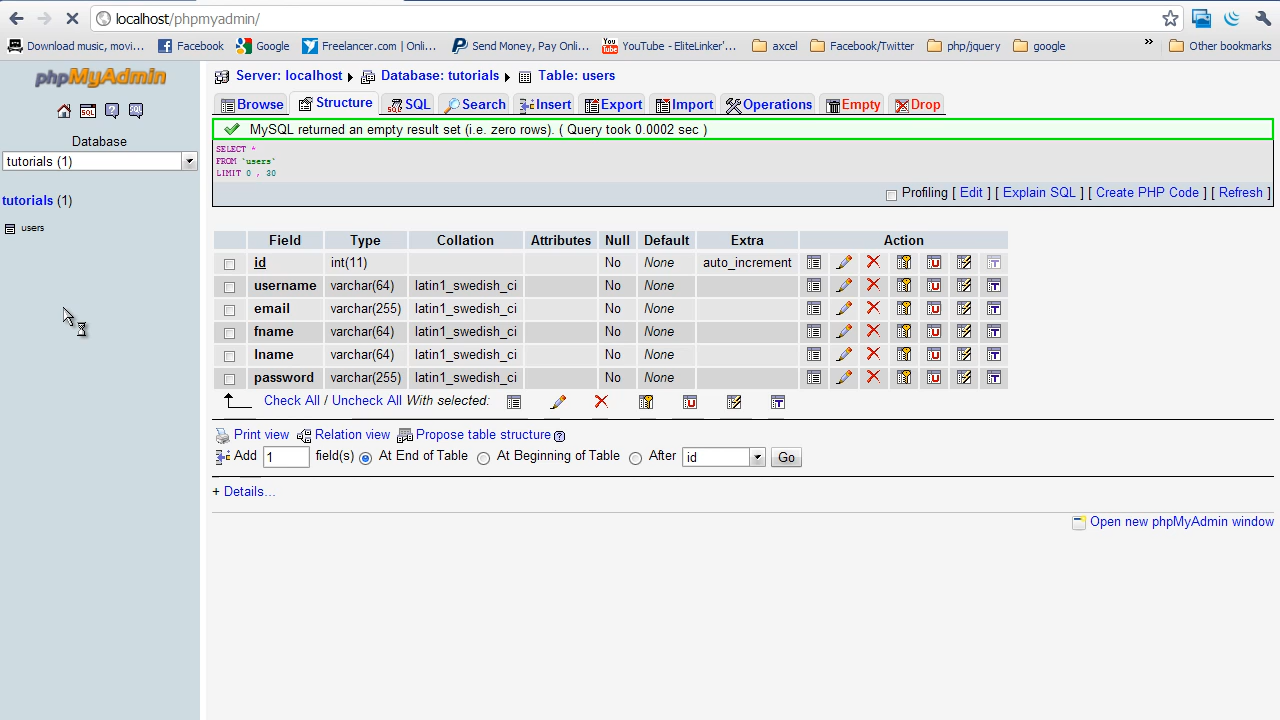 localhost/phpmyadmin/
Download music, movi... Facebook Google Freelancer.com | Onli... Send Money, Pay Onli... YouTube - EliteLinker'... axcel Facebook/Twitter php/jquery google » Other bookmarks
phpMyAdmin
Server: localhost Database: tutorials Table: users
Browse Structure SQL Search Insert Export Import Operations Empty Drop
MySQL returned an empty result set (i.e. zero rows). ( Query took 0.0002 sec )
SELECT *
FROM `users`
LIMIT 0 , 30
Profiling [ Edit ] [ Explain SQL ] [ Create PHP Code ] [ Refresh ]
Database
tutorials (1)
tutorials (1)
users
Field Type Collation Attributes Null Default Extra Action
id int(11) No None auto_increment
username varchar(64) latin1_swedish_ci No None
email varchar(255) latin1_swedish_ci No None
fname varchar(64) latin1_swedish_ci No None
lname varchar(64) latin1_swedish_ci No None
password varchar(255) latin1_swedish_ci No None
Check All / Uncheck All With selected:
Print view Relation view Propose table structure
Add 1 field(s) At End of Table At Beginning of Table After id Go
+ Details...
Open new phpMyAdmin window